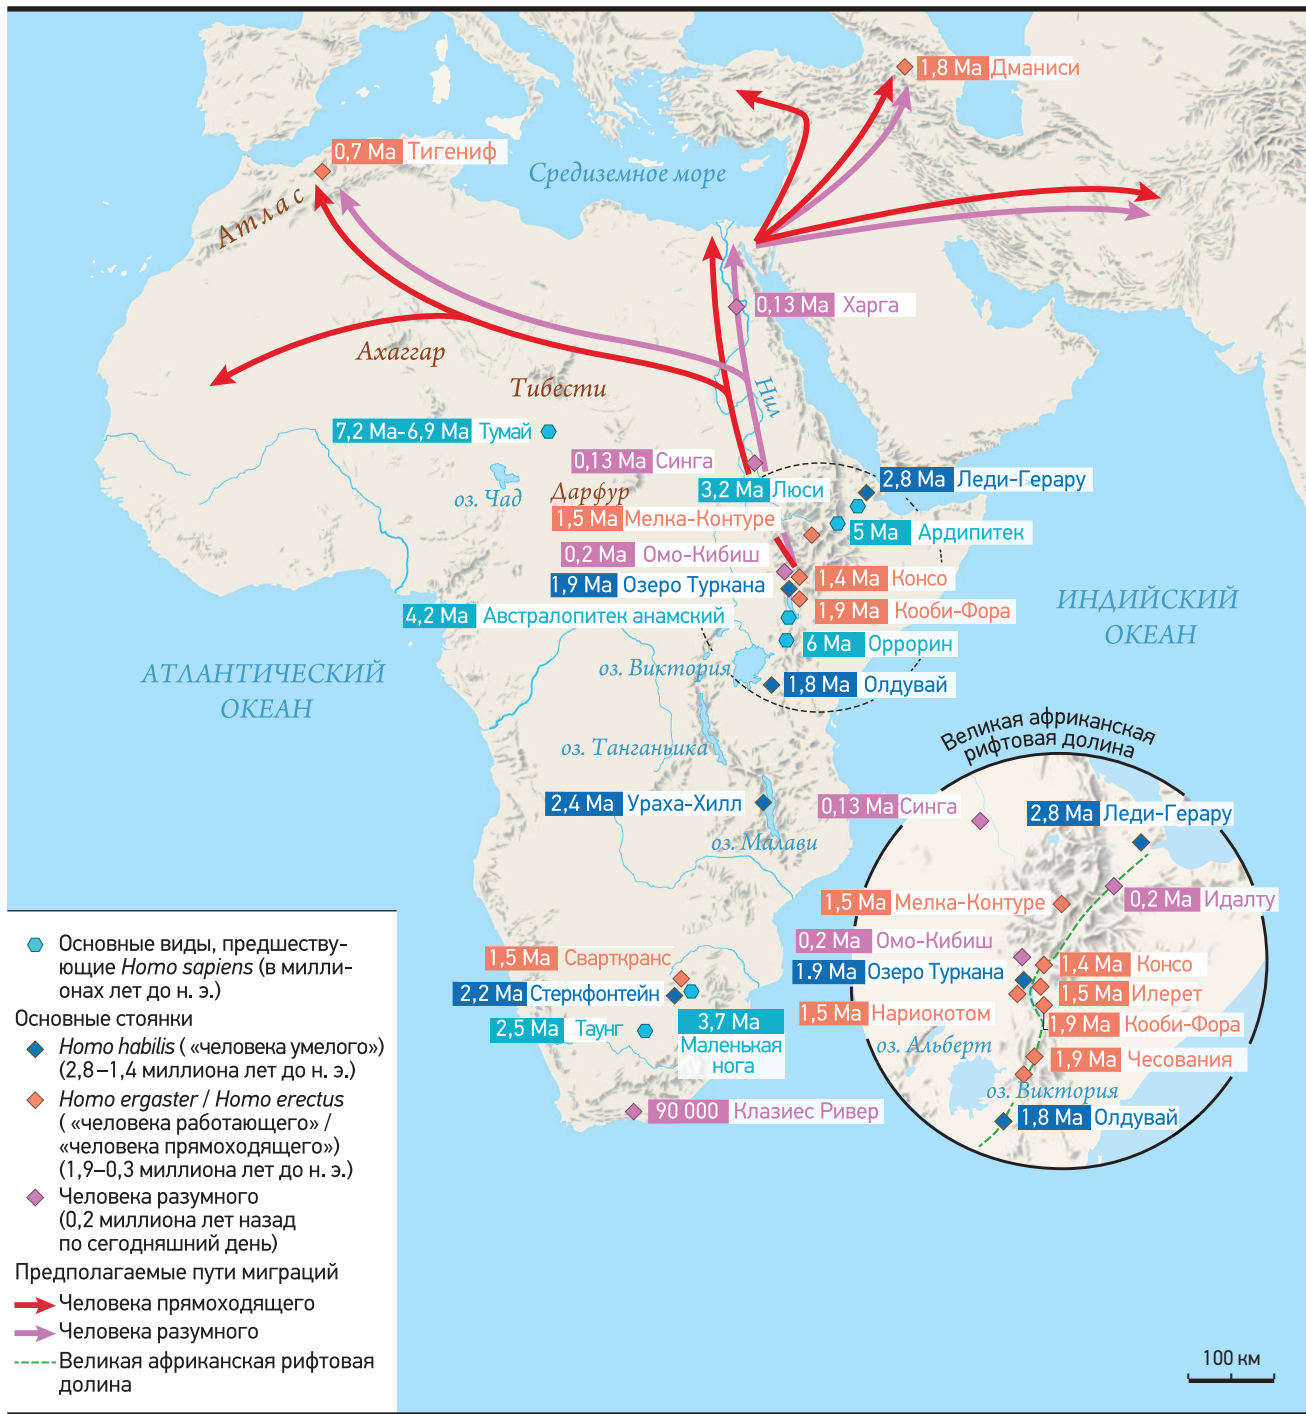 1,8 Ma Дманиси
0,7 Ma Тигениф
Средиземное море
Атлас
0,13 Ma Харга
Ахаггар
Тибести
Нил
7,2 Ma-6,9 Ma Тумай
0,13 Ma Синга
2,8 Ma Леди-Герару
3,2 Ma Люси
оз. Чад
Дарфур
1,5 Ma Мелка-Контуре
5 Ma Ардипитек
0,2 Ma Омо-Кибиш
1,9 Ma Озеро Туркана
1,4 Ma Консо
4,2 Ma Австралопитек анамский
1,9 Ma Кооби-Фора
ИНДИЙСКИЙ
ОКЕАН
6 Ma Оррорин
АТЛАНТИЧЕСКИЙ
ОКЕАН
оз. Виктория
1,8 Ma Олдувай
оз. Танганьика
2,4 Ma Ураха-Хилл
оз. Малави
Великая африканская
рифтовая долина
0,13 Ma Синга
2,8 Ma Леди-Герару
0,2 Ma Идалту
1,5 Ma Мелка-Контуре
0,2 Ma Омо-Кибиш
1.9 Ma Озеро Туркана
1,4 Ma Консо
1,5 Ma Илерет
1,5 Ma Нариокотом
1,9 Ma Кооби-Фора
оз. Альберт
1,9 Ma Чесования
оз. Виктория
1,8 Ma Олдувай
1,5 Ma Сварткранс
2,2 Ma Стеркфонтейн
2,5 Ma Таунг
3,7 Ma
Маленькая
нога
90 000 Клазиес Ривер
Основные виды, предшеству-
ющие Homo sapiens (в милли-
онах лет до н. э.)
Основные стоянки
Homo habilis ( «человека умелого»)
(2,8–1,4 миллиона лет до н. э.)
Homo ergaster / Homo erectus
( «человека работающего» /
«человека прямоходящего»)
(1,9–0,3 миллиона лет до н. э.)
Человека разумного
(0,2 миллиона лет назад
по сегодняшний день)
Предполагаемые пути миграций
Человека прямоходящего
Человека разумного
Великая африканская рифтовая
долина
100 км